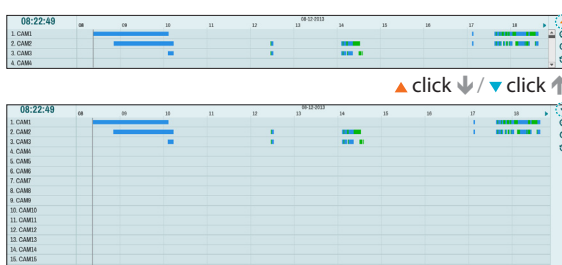 08-12-2013
08:22:49 08 09 10 11 12 13 14 15 16 17 18
1. CAM1
2. CAM2
3. CAM3
4. CAM4
▲ click ↓ / ▼ click ↑
08-12-2013
08:22:49 08 09 10 11 12 13 14 15 16 17 18
1. CAM1
2. CAM2
3. CAM3
4. CAM4
5. CAM5
6. CAM6
7. CAM7
8. CAM8
9. CAM9
10. CAM10
11. CAM11
12. CAM12
13. CAM13
14. CAM14
15. CAM15